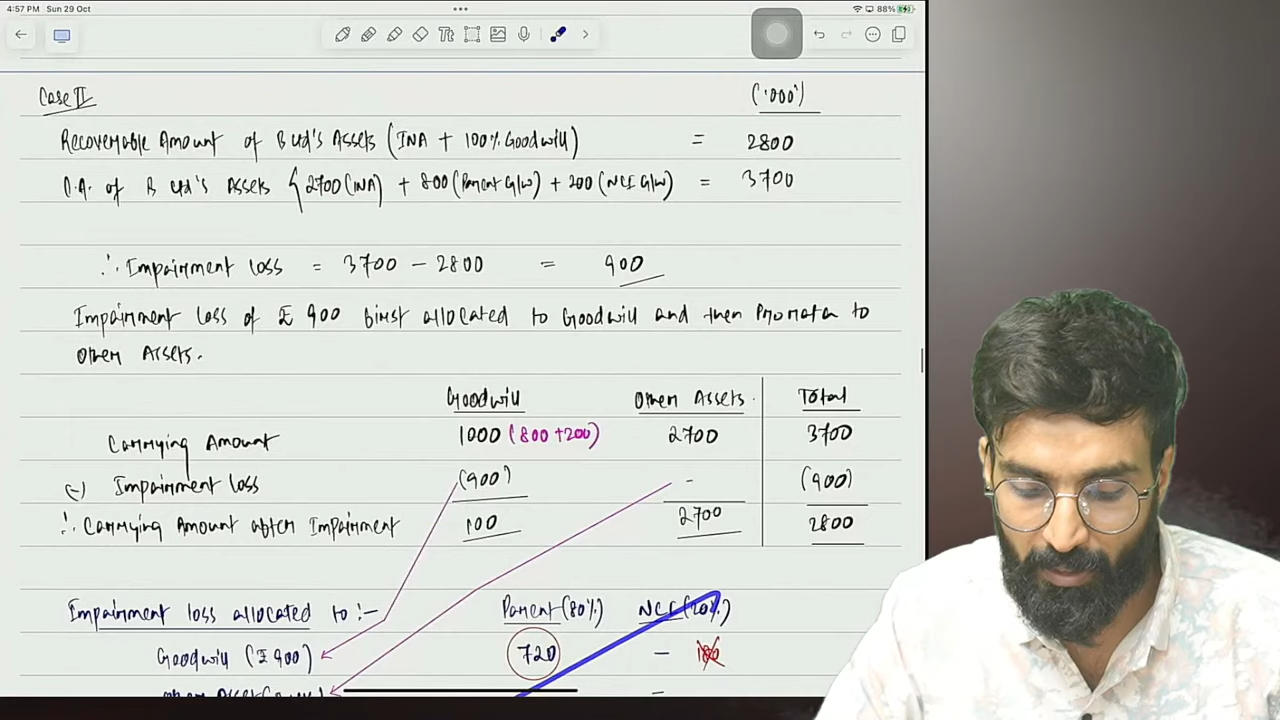 4:57 PM Sun 29 Oct
88%
Case II
('000')
Recoverable Amount of B Ltd's Assets (INA + 100% Goodwill) = 2800
C.A. of B Ltd's Assets {2700 (INA) + 800 (Parent G/W) + 200 (NCI G/W) = 3700
∴ Impairment loss = 3700 - 2800 = 900
Impairment loss of ₹ 900 first allocated to Goodwill and then Prorata to
Other Assets.
Goodwill Other Assets Total
Carrying Amount 1000 (800+200) 2700 3700
(-) Impairment loss (900) - (900)
∴ Carrying Amount after Impairment 100 2700 2800
Impairment loss allocated to :- Parent (80%) NCI (20%)
Goodwill (₹ 900) 720 - 180